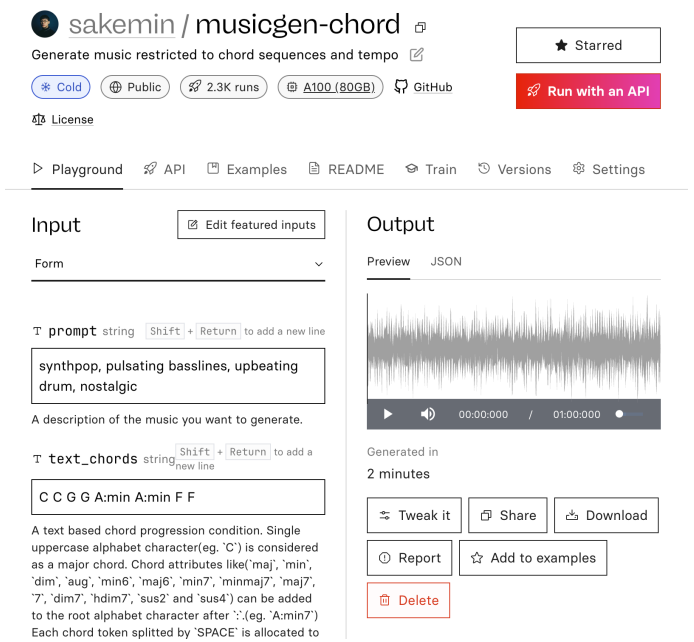 sakemin / musicgen-chord
Generate music restricted to chord sequences and tempo
Starred
Cold
Public
2.3K runs
A100 (80GB)
GitHub
Run with an API
License
Playground
API
Examples
README
Train
Versions
Settings
Input
Edit featured inputs
Form
T prompt string Shift + Return to add a new line
synthpop, pulsating basslines, upbeating
drum, nostalgic
A description of the music you want to generate.
T text_chords string Shift + Return to add a
new line
C C G G A:min A:min F F
A text based chord progression condition. Single
uppercase alphabet character(eg. `C`) is considered
as a major chord. Chord attributes like(`maj`, `min`,
`dim`, `aug`, `min6`, `maj6`, `min7`, `minmaj7`, `maj7`,
`7`, `dim7`, `hdim7`, `sus2` and `sus4`) can be added
to the root alphabet character after `:`.(eg. `A:min7`)
Each chord token splitted by `SPACE` is allocated to
Output
Preview
JSON
00:00:000 / 01:00:000
Generated in
2 minutes
Tweak it
Share
Download
Report
Add to examples
Delete